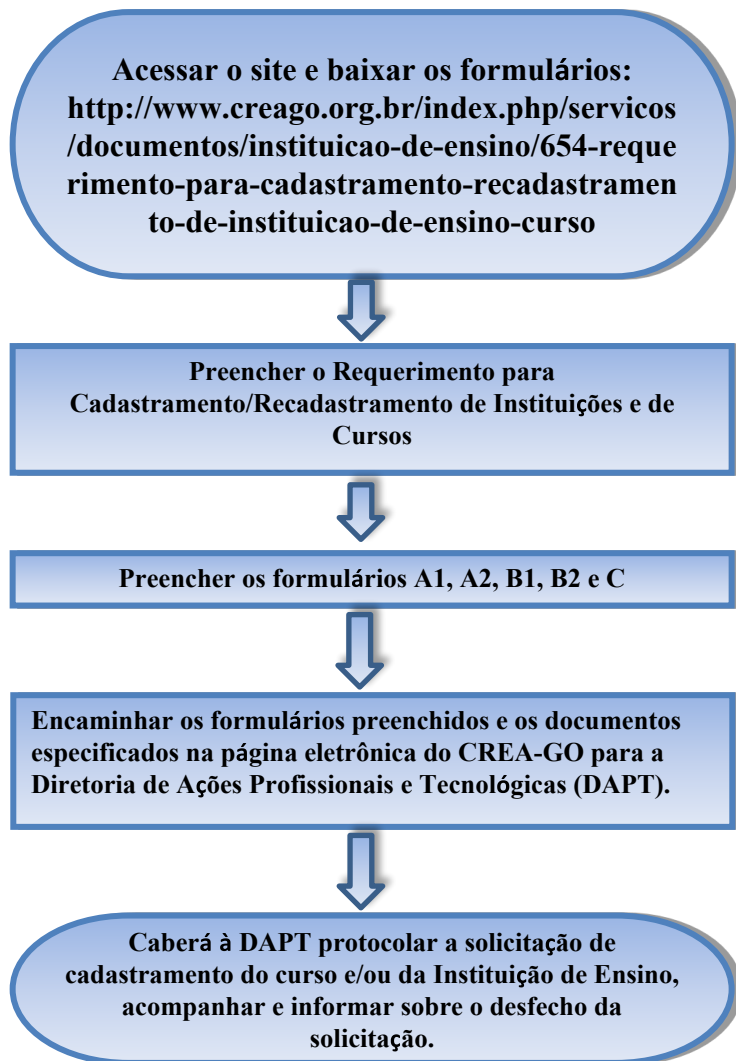 Acessar o site e baixar os formulários:
http://www.creago.org.br/index.php/servicos
/documentos/instituicao-de-ensino/654-reque
rimento-para-cadastramento-recadastramen
to-de-instituicao-de-ensino-curso
Preencher o Requerimento para
Cadastramento/Recadastramento de Instituições e de
Cursos
Preencher os formulários A1, A2, B1, B2 e C
Encaminhar os formulários preenchidos e os documentos
especificados na página eletrônica do CREA-GO para a
Diretoria de Ações Profissionais e Tecnológicas (DAPT).
Caberá à DAPT protocolar a solicitação de
cadastramento do curso e/ou da Instituição de Ensino,
acompanhar e informar sobre o desfecho da
solicitação.